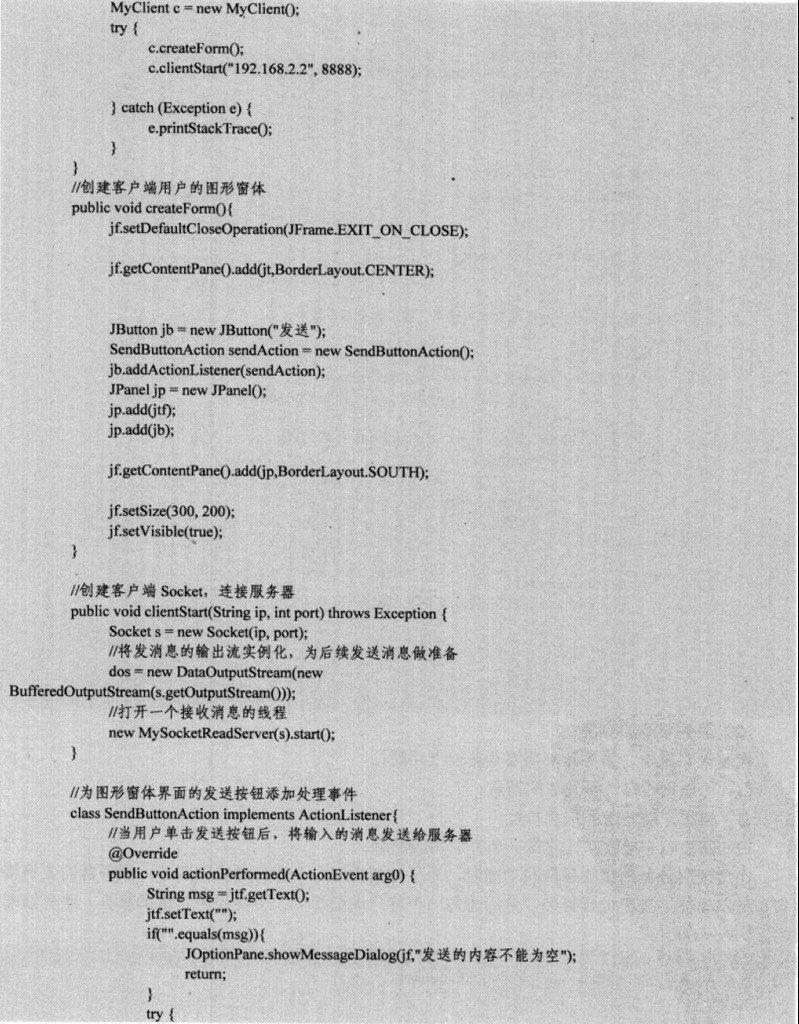 MyClient c = new MyClient();
try {
c.createForm();
c.clientStart("192.168.2.2", 8888);
} catch (Exception e) {
e.printStackTrace();
}
}
//创建客户端用户的图形窗体
public void createForm(){
jf.setDefaultCloseOperation(JFrame.EXIT_ON_CLOSE);
jf.getContentPane().add(jt,BorderLayout.CENTER);
JButton jb = new JButton("发送");
SendButtonAction sendAction = new SendButtonAction();
jb.addActionListener(sendAction);
JPanel jp = new JPanel();
jp.add(jtf);
jp.add(jb);
jf.getContentPane().add(jp,BorderLayout.SOUTH);
jf.setSize(300, 200);
jf.setVisible(true);
}
//创建客户端 Socket，连接服务器
public void clientStart(String ip, int port) throws Exception {
Socket s = new Socket(ip, port);
//将发消息的输出流实例化，为后续发送消息做准备
dos = new DataOutputStream(new
BufferedOutputStream(s.getOutputStream()));
//打开一个接收消息的线程
new MySocketReadServer(s).start();
}
//为图形窗体界面的发送按钮添加处理事件
class SendButtonAction implements ActionListener{
//当用户单击发送按钮后，将输入的消息发送给服务器
@Override
public void actionPerformed(ActionEvent arg0) {
String msg = jtf.getText();
jtf.setText("");
if("".equals(msg)){
JOptionPane.showMessageDialog(jf,"发送的内容不能为空");
return;
}
try {